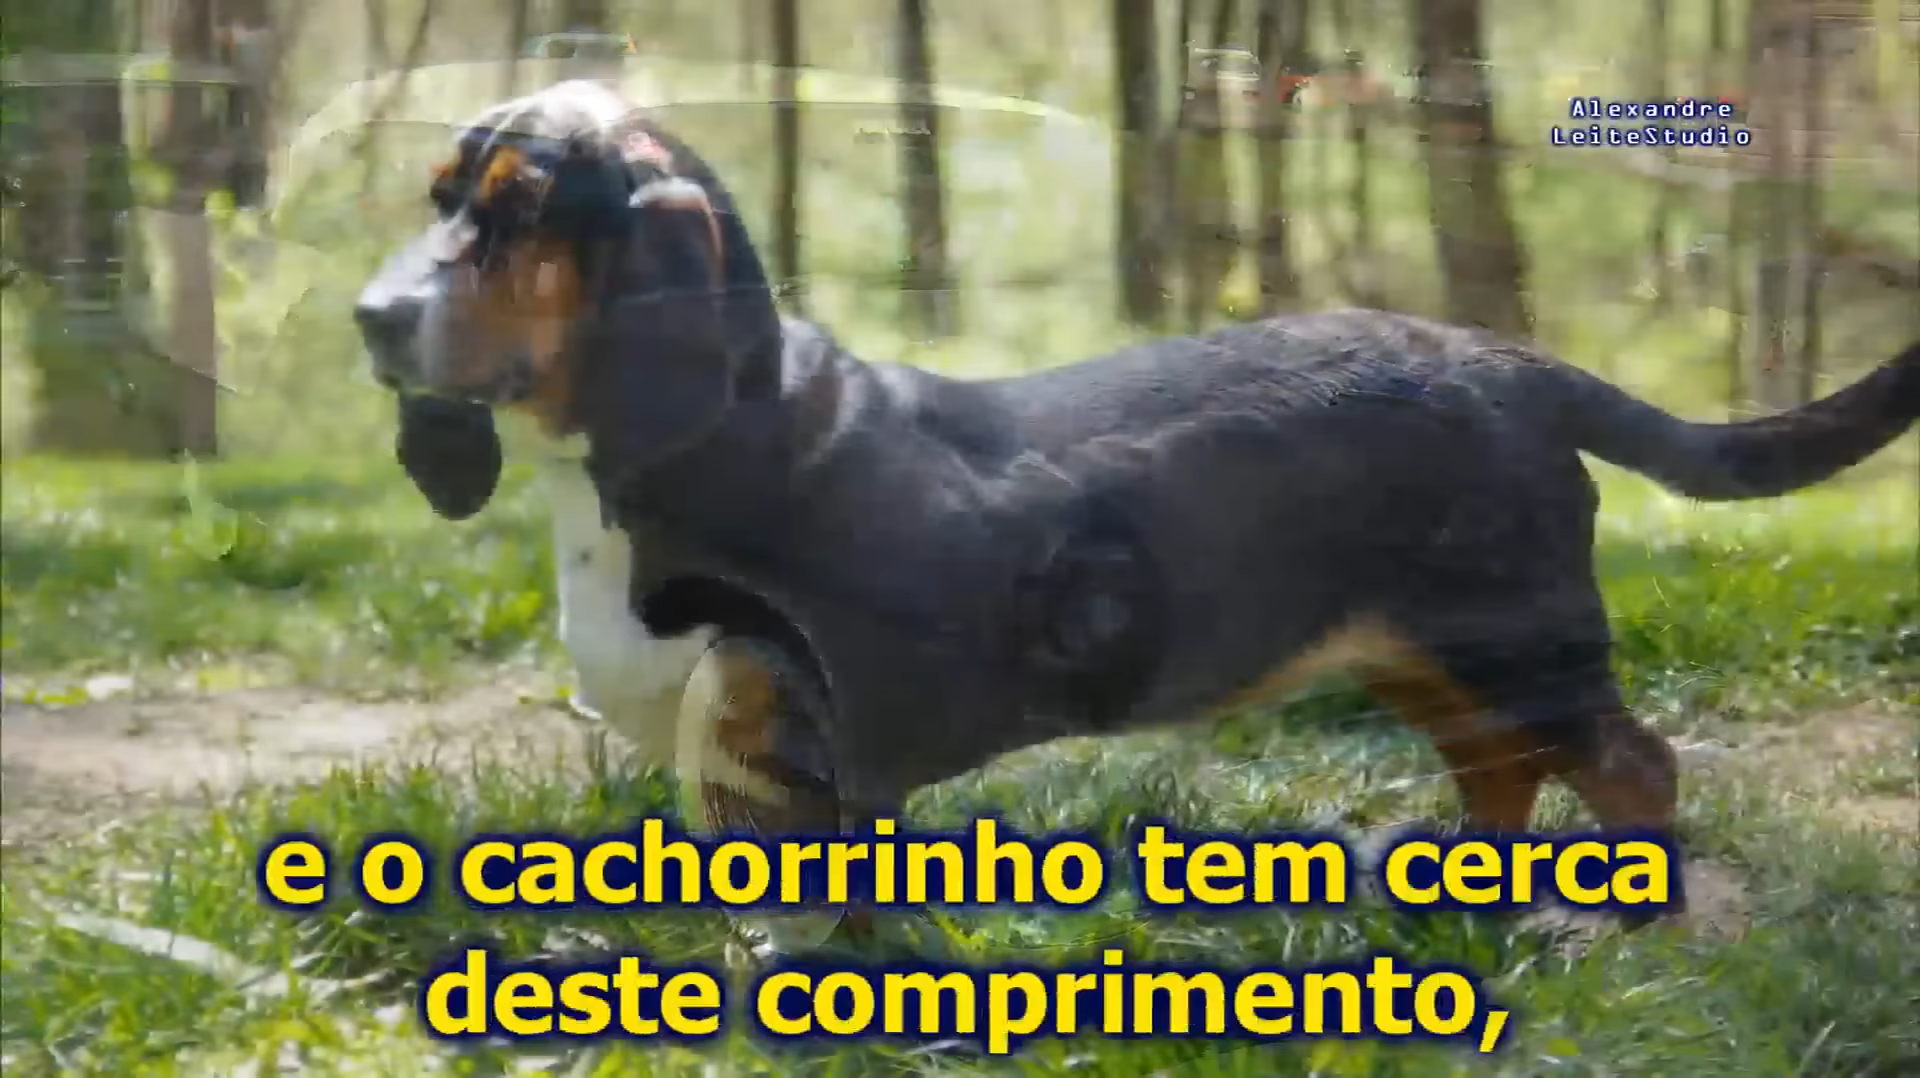 Alexandre
LeiteStudio
e o cachorrinho tem cerca
deste comprimento,